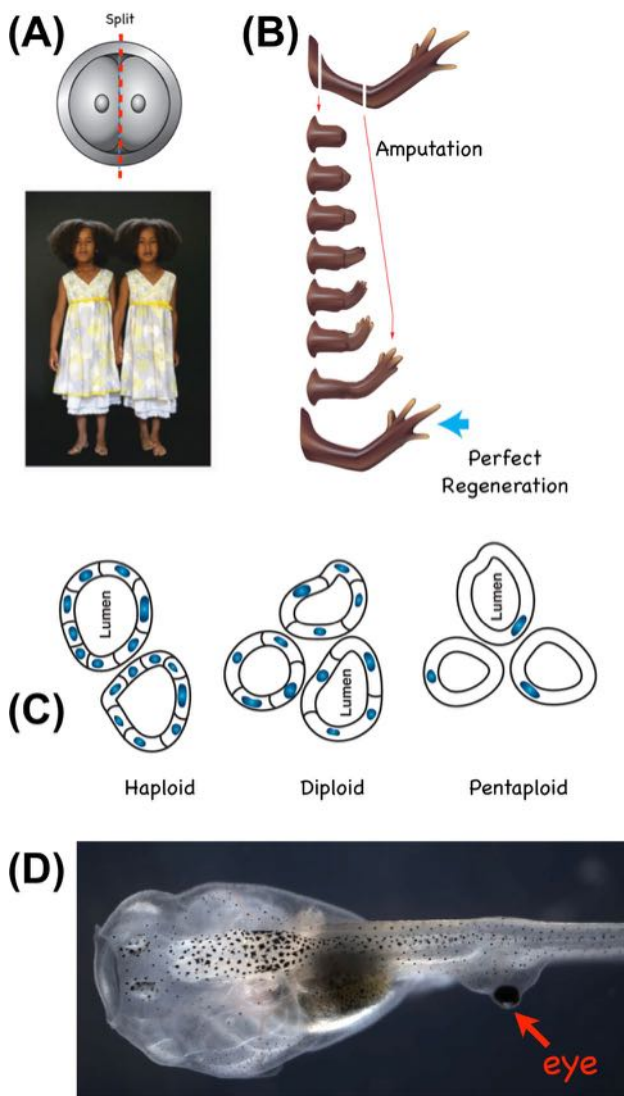 (A)
Split
(B)
Amputation
Perfect
Regeneration
(C)
Lumen
Lumen
Lumen
Haploid
Diploid
Pentaploid
(D)
eye